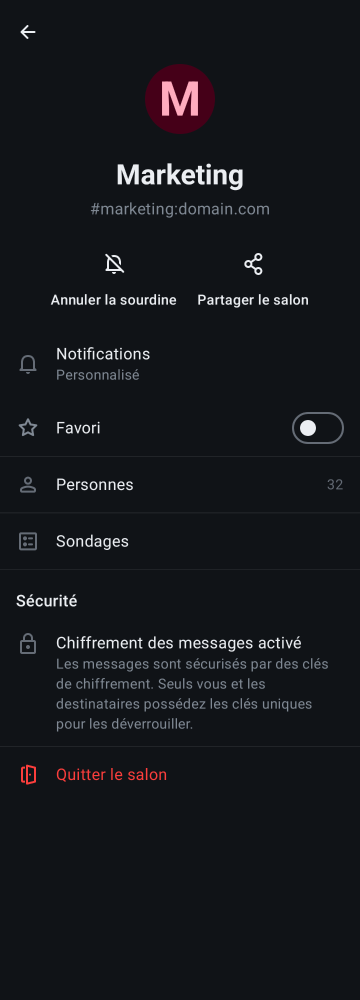 M
Marketing
#marketing:domain.com
Annuler la sourdine
Partager le salon
Notifications
Personnalisé
Favori
Personnes
32
Sondages
Sécurité
Chiffrement des messages activé
Les messages sont sécurisés par des clés
de chiffrement. Seuls vous et les
destinataires possédez les clés uniques
pour les déverrouiller.
Quitter le salon